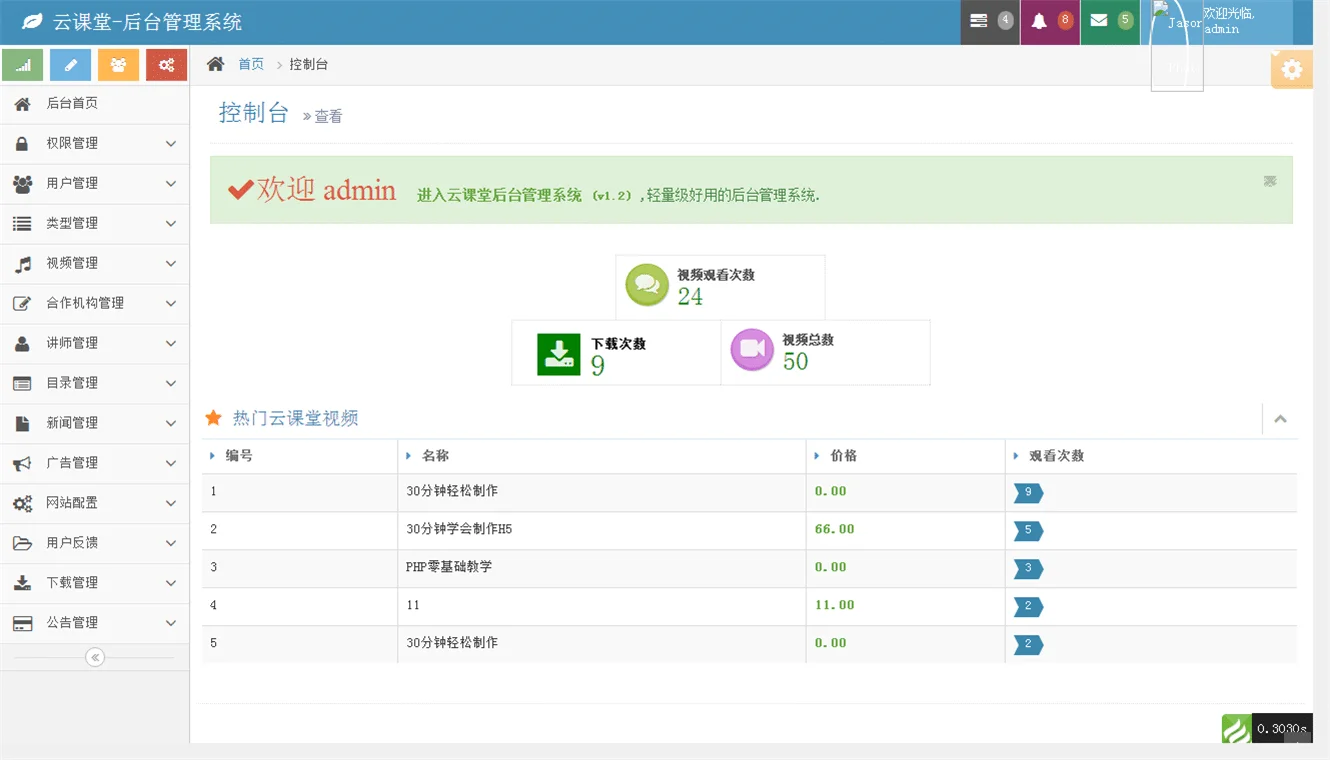 云课堂-后台管理系统
4
8
5
Jason
欢迎光临,
admin
首页
控制台
后台首页
权限管理
用户管理
类型管理
视频管理
合作机构管理
讲师管理
目录管理
新闻管理
广告管理
网站配置
用户反馈
下载管理
公告管理
控制台 » 查看
欢迎 admin 进入云课堂后台管理系统 (v1.2) ,轻量级好用的后台管理系统.
视频观看次数
24
下载次数
9
视频总数
50
热门云课堂视频
编号 名称 价格 观看次数
1 30分钟轻松制作 0.00 9
2 30分钟学会制作H5 66.00 5
3 PHP零基础教学 0.00 3
4 11 11.00 2
5 30分钟轻松制作 0.00 2
0.3030s